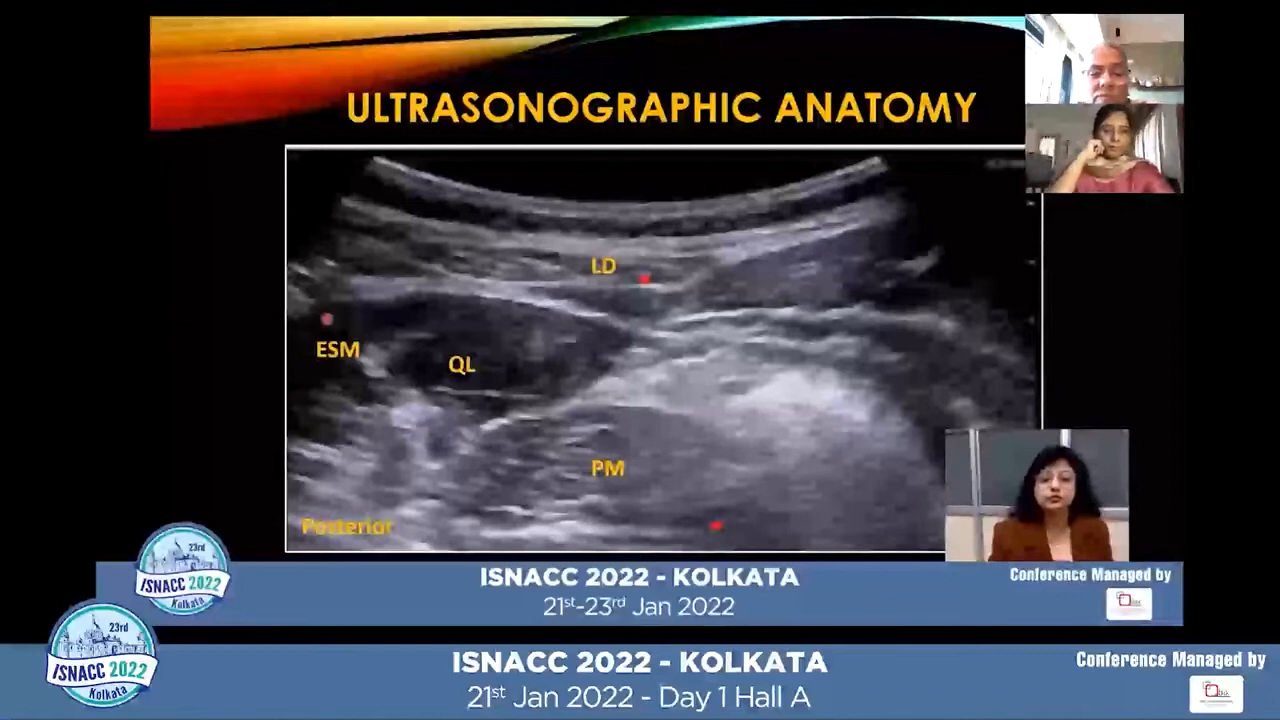 ULTRASONOGRAPHIC ANATOMY
LD
ESM
QL
PM
Posterior
23rd
ISNACC 2022
Kolkata
ISNACC 2022 - KOLKATA
21st-23rd Jan 2022
Conference Managed by
23rd
ISNACC 2022
Kolkata
ISNACC 2022 - KOLKATA
21st Jan 2022 - Day 1 Hall A
Conference Managed by